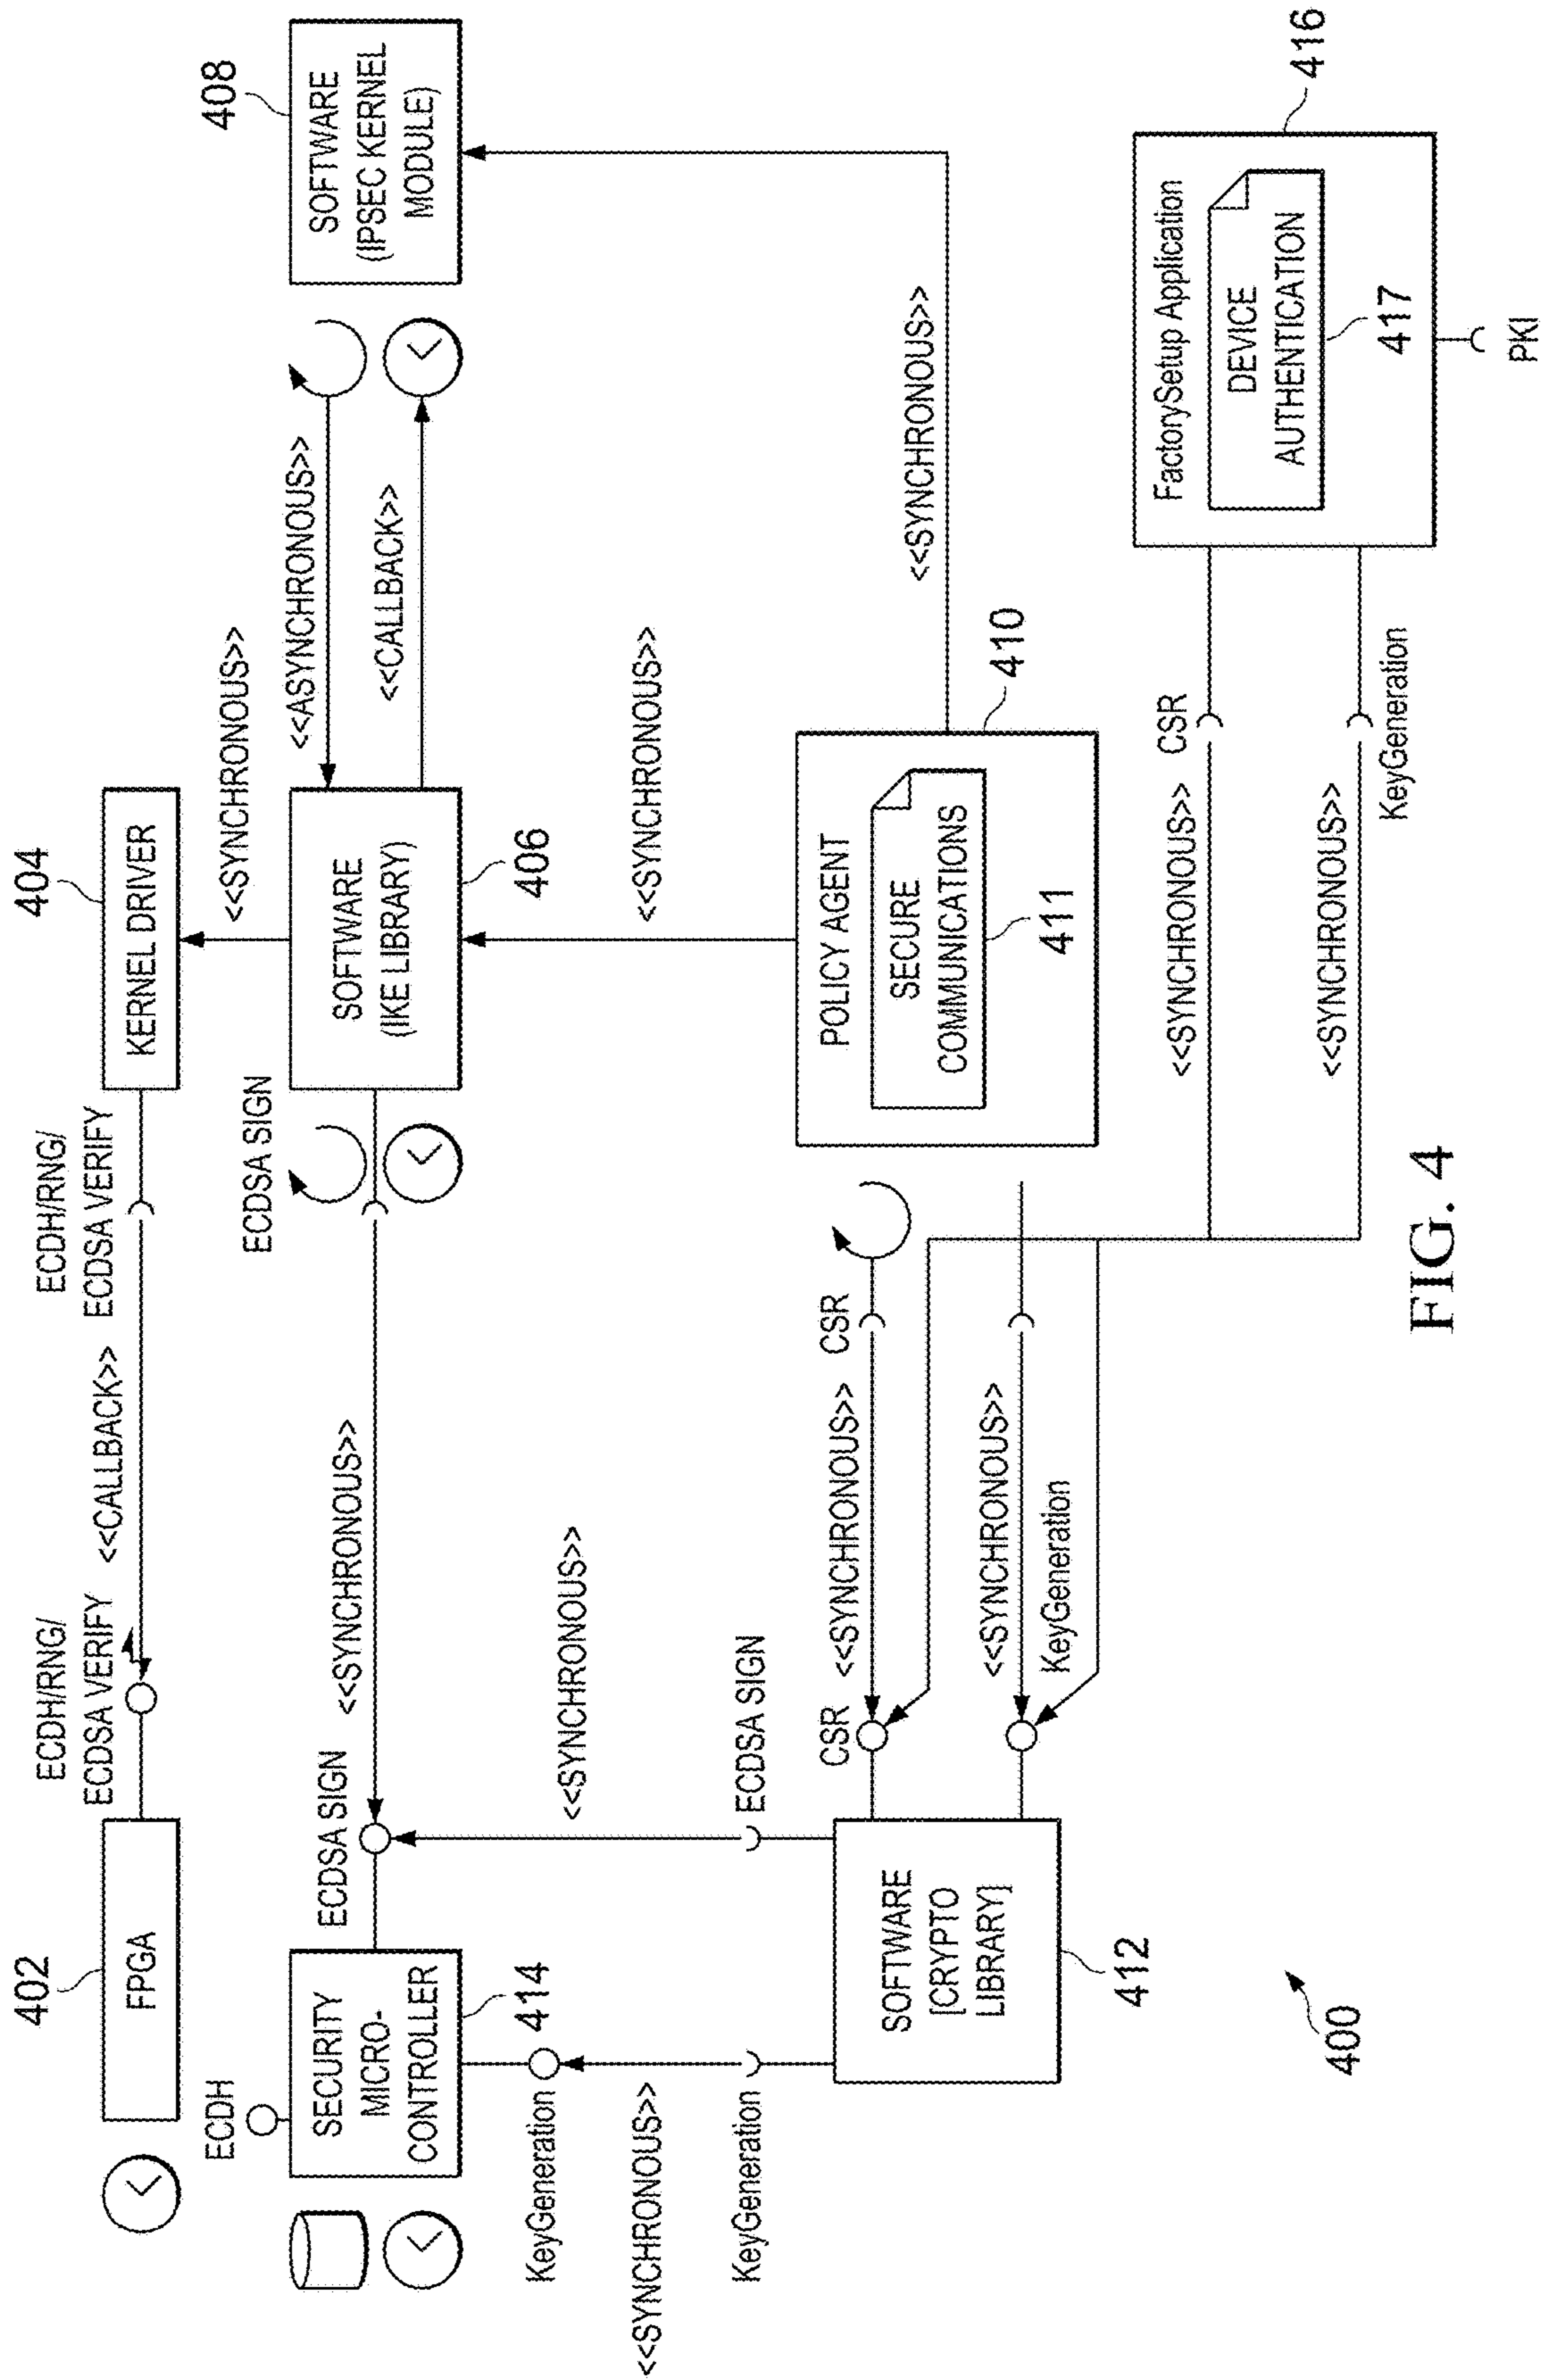 402
FPGA
ECDH/RNG/
ECDSA VERIFY
<<CALLBACK>>
ECDH/RNG/
ECDSA VERIFY
404
KERNEL DRIVER
<<SYNCHRONOUS>>
408
SOFTWARE
(IPSEC KERNEL
MODULE)
ECDH
SECURITY
MICRO-
CONTROLLER
414
ECDSA SIGN
<<SYNCHRONOUS>>
ECDSA SIGN
SOFTWARE
(IKE LIBRARY)
406
<<ASYNCHRONOUS>>
<<CALLBACK>>
KeyGeneration
<<SYNCHRONOUS>>
KeyGeneration
<<SYNCHRONOUS>>
ECDSA SIGN
<<SYNCHRONOUS>>
<<SYNCHRONOUS>>
SOFTWARE
[CRYPTO
LIBRARY]
412
CSR
<<SYNCHRONOUS>>
CSR
<<SYNCHRONOUS>>
KeyGeneration
POLICY AGENT
SECURE
COMMUNICATIONS
411
410
<<SYNCHRONOUS>>
CSR
<<SYNCHRONOUS>>
KeyGeneration
FactorySetup Application
DEVICE
AUTHENTICATION
417
416
PKI
400
FIG. 4